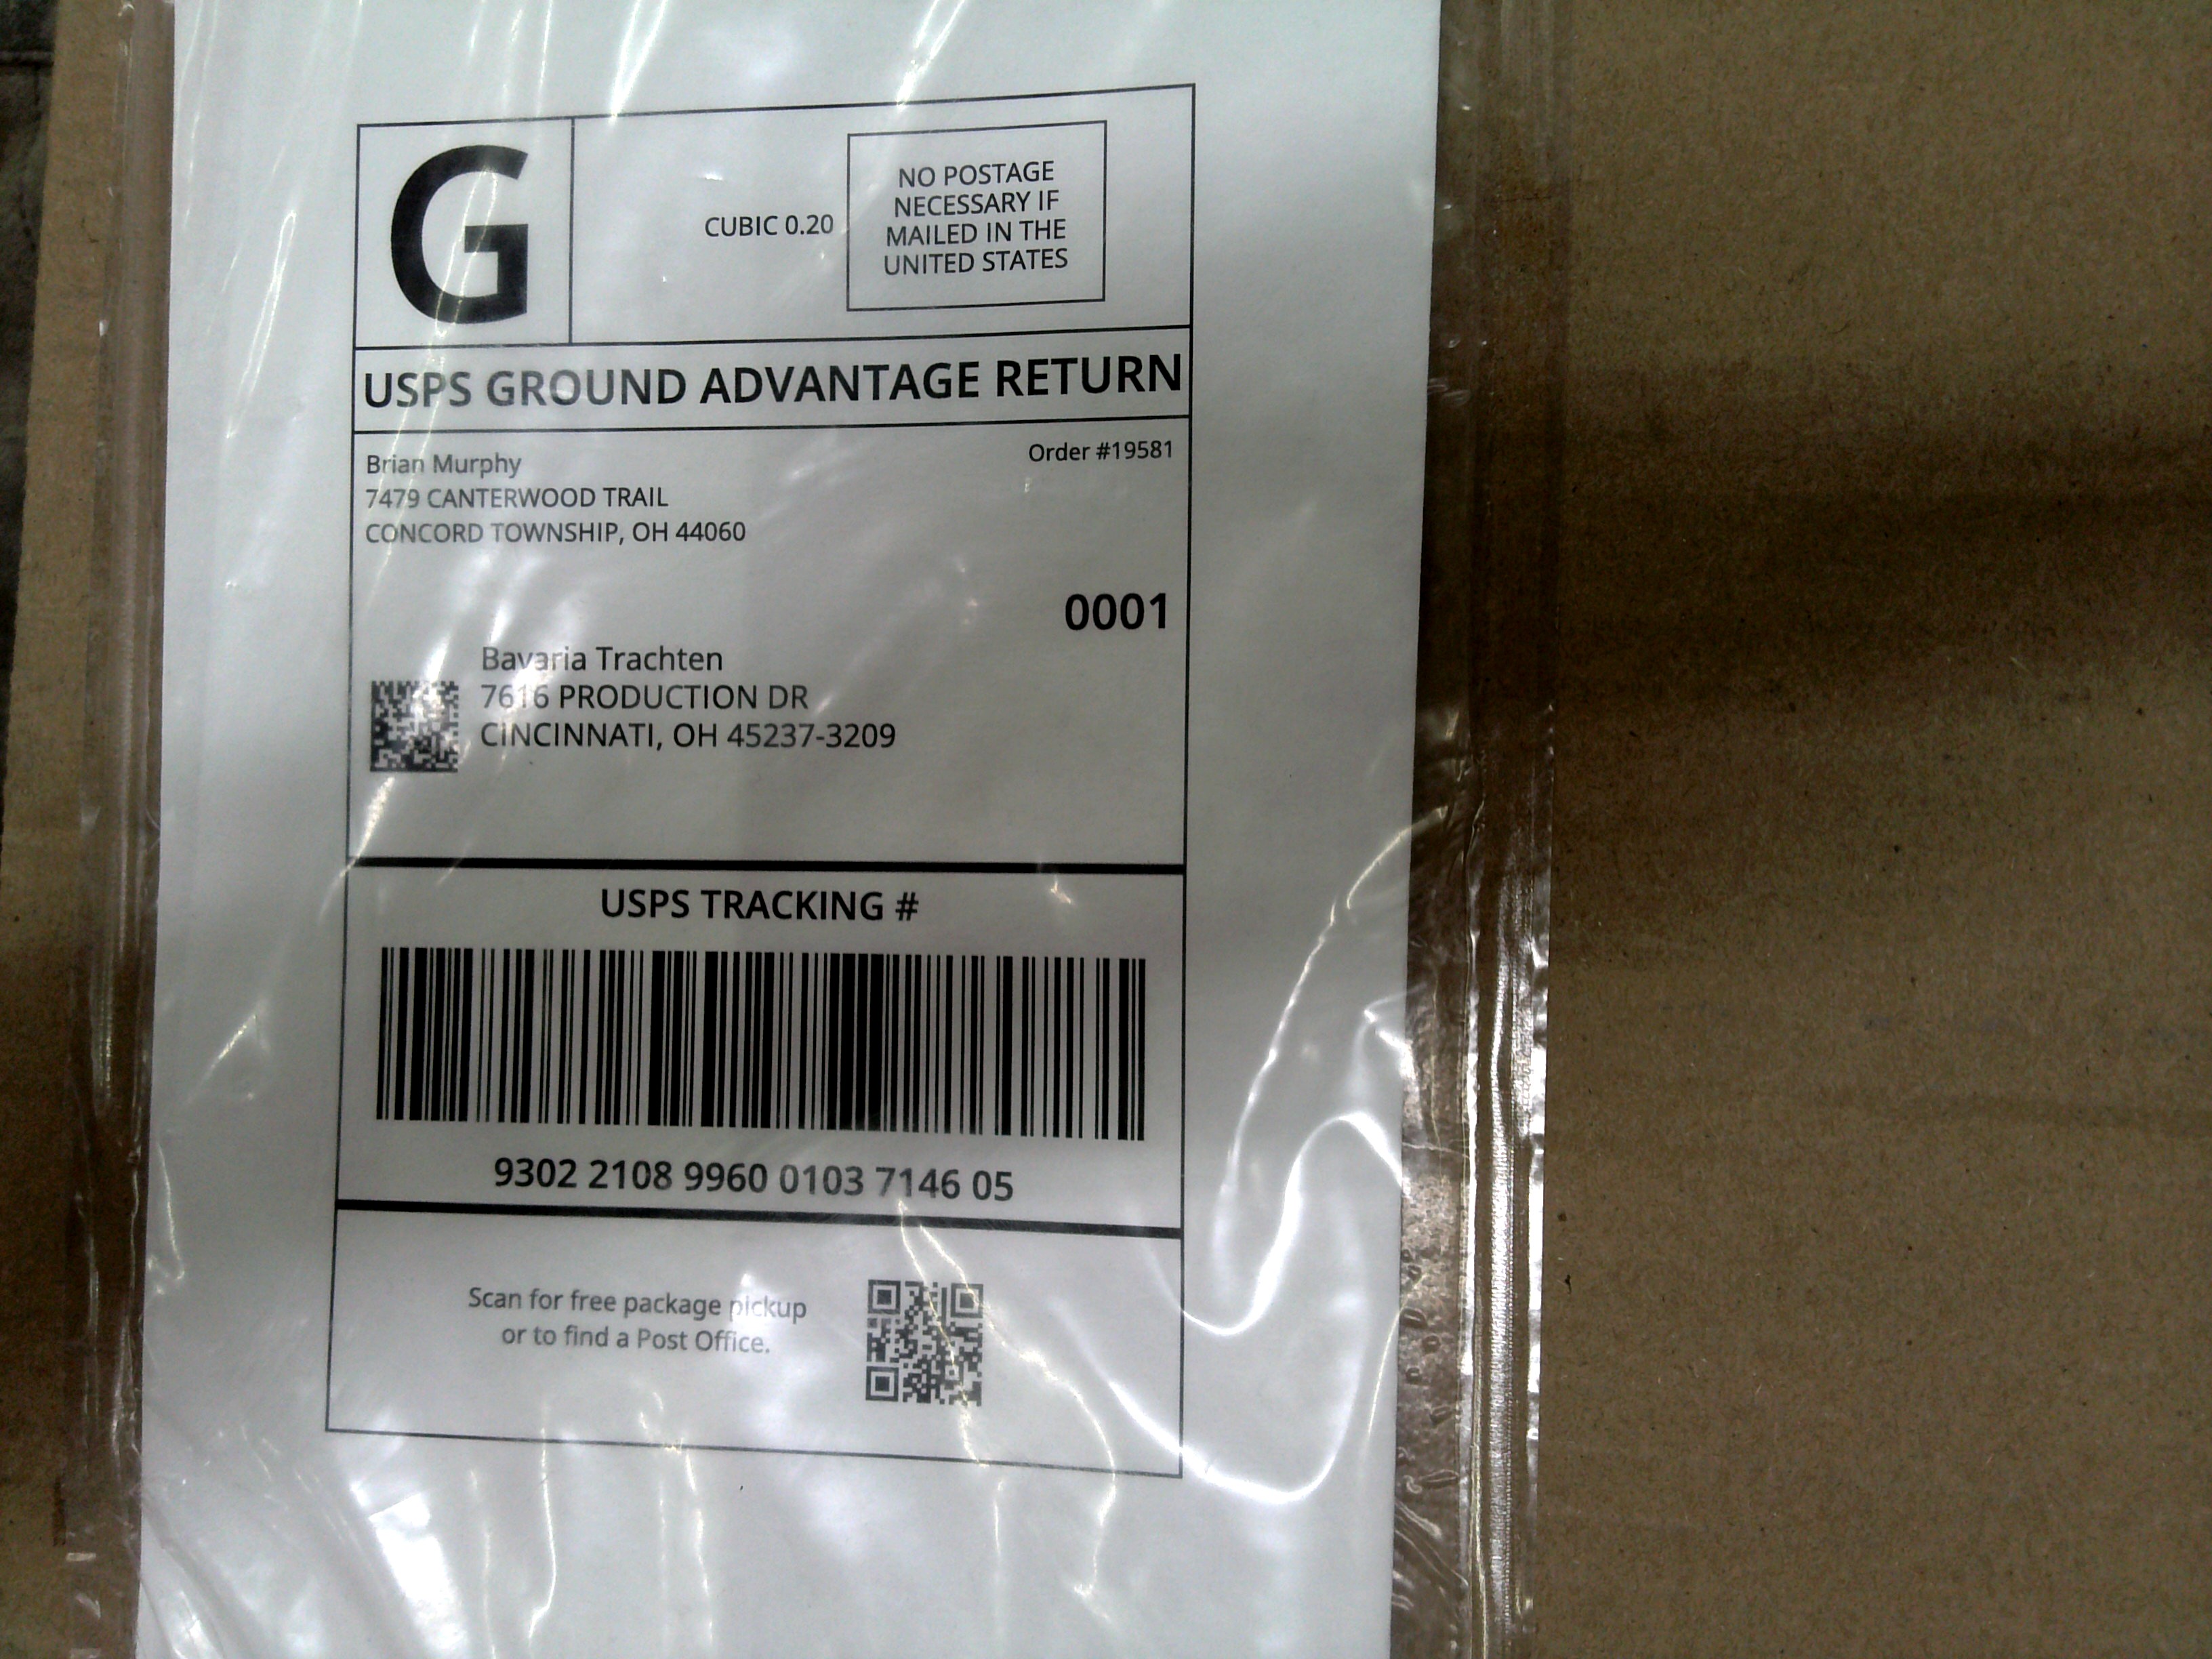 G
CUBIC 0.20
NO POSTAGE
NECESSARY IF
MAILED IN THE
UNITED STATES
USPS GROUND ADVANTAGE RETURN
Brian Murphy
7479 CANTERWOOD TRAIL
CONCORD TOWNSHIP, OH 44060
Order #19581
0001
Bavaria Trachten
7616 PRODUCTION DR
CINCINNATI, OH 45237-3209
USPS TRACKING #
9302 2108 9960 0103 7146 05
Scan for free package pickup
or to find a Post Office.